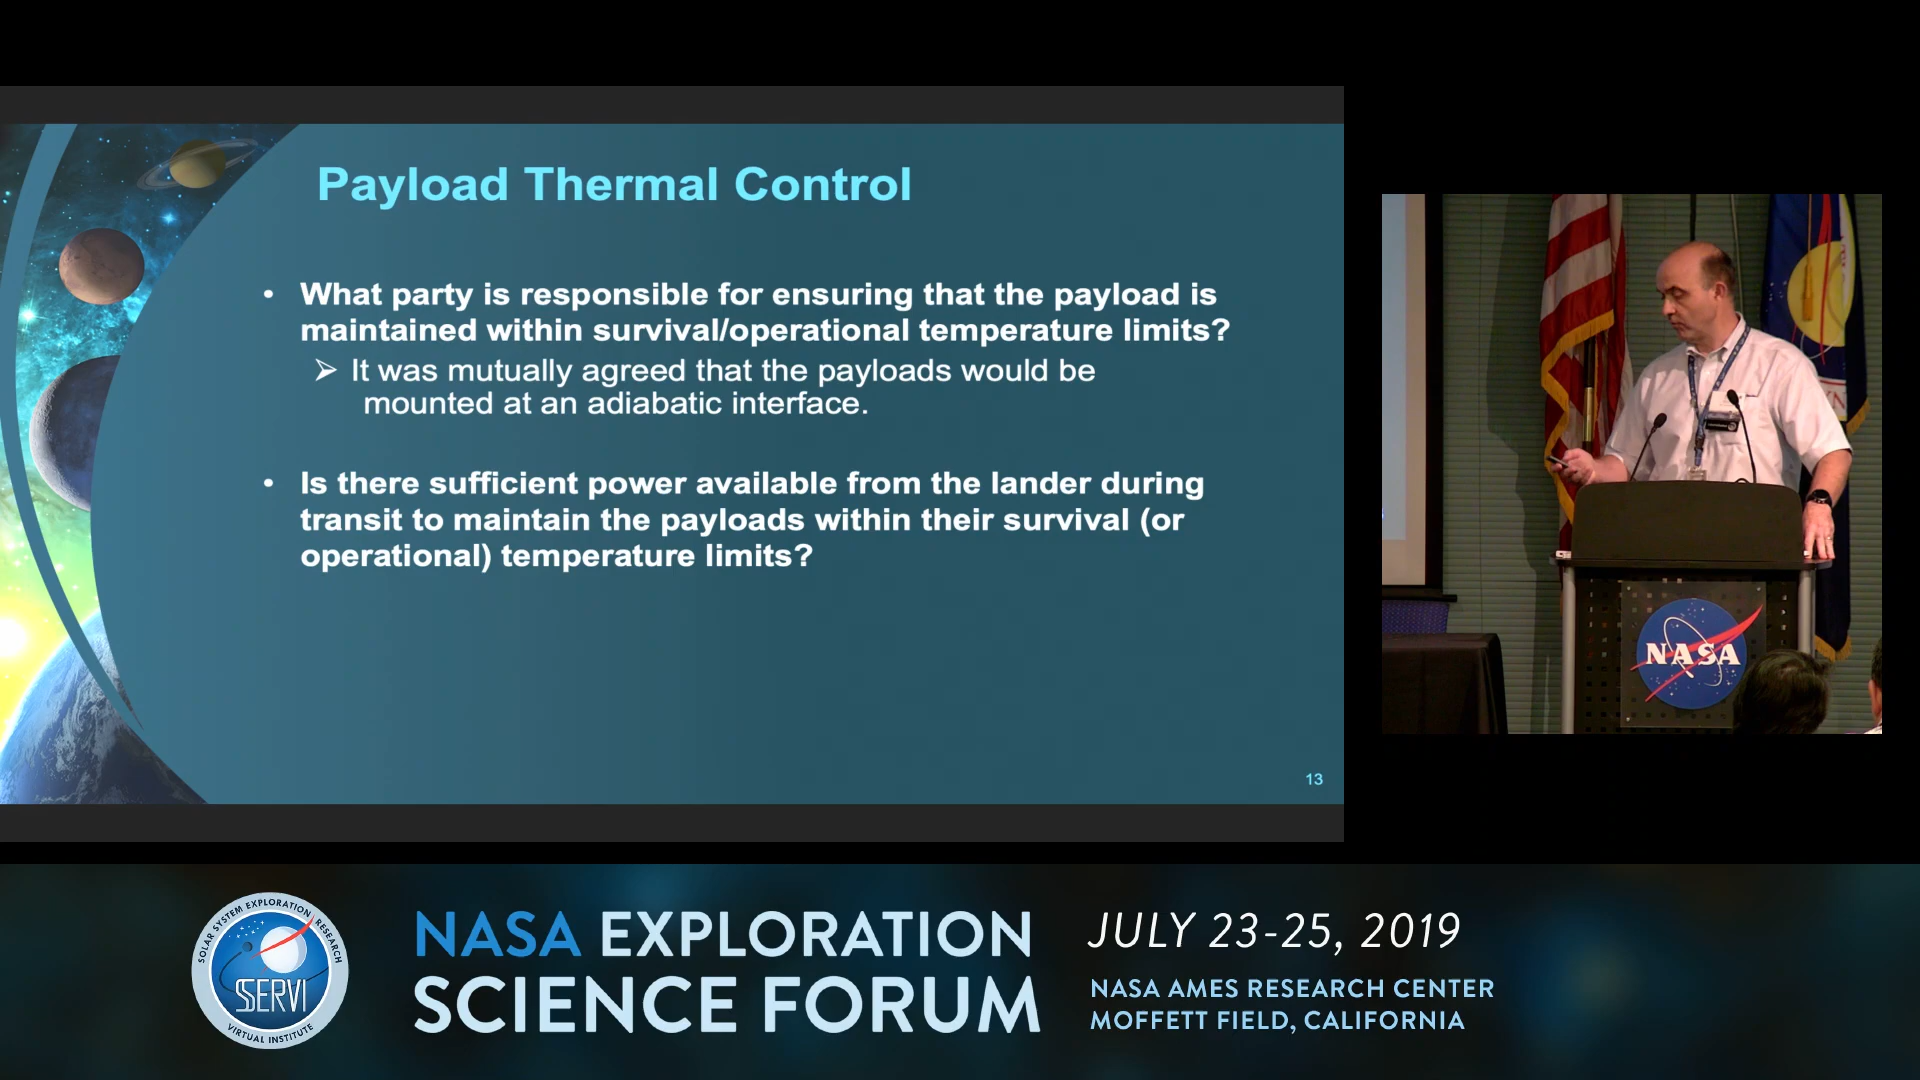 Payload Thermal Control
• What party is responsible for ensuring that the payload is
maintained within survival/operational temperature limits?
➢ It was mutually agreed that the payloads would be
mounted at an adiabatic interface.
• Is there sufficient power available from the lander during
transit to maintain the payloads within their survival (or
operational) temperature limits?
13
NASA
SOLAR SYSTEM EXPLORATION RESEARCH
SSERVI
VIRTUAL INSTITUTE
NASA EXPLORATION
SCIENCE FORUM
JULY 23-25, 2019
NASA AMES RESEARCH CENTER
MOFFETT FIELD, CALIFORNIA